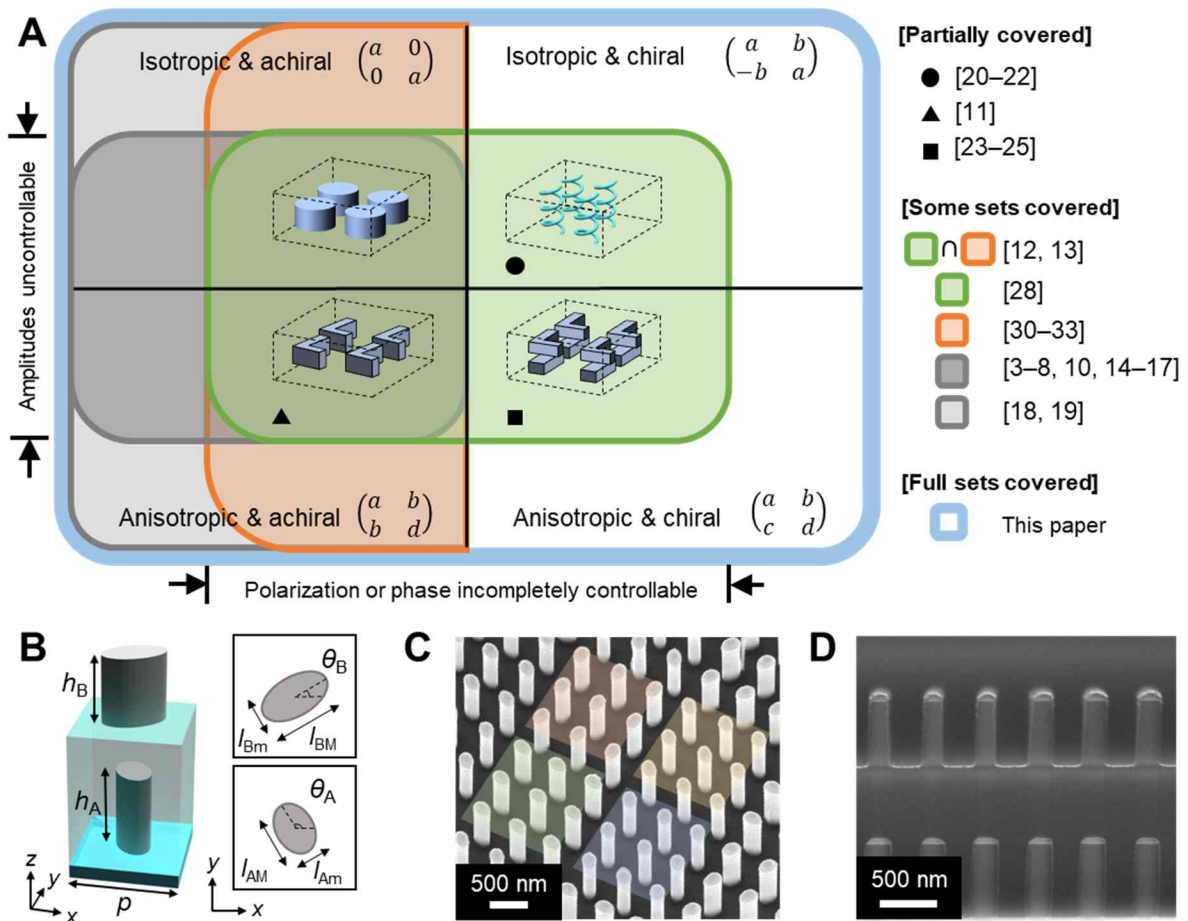 A
Isotropic & achiral
(a 0
0 a)
Isotropic & chiral
(a b
−b a)
Amplitudes uncontrollable
Anisotropic & achiral
(a b
b d)
Anisotropic & chiral
(a b
c d)
Polarization or phase incompletely controllable
[Partially covered]
● [20–22]
▲ [11]
■ [23–25]
[Some sets covered]
∩ [12, 13]
[28]
[30–33]
[3–8, 10, 14–17]
[18, 19]
[Full sets covered]
This paper
B
hB
hA
z
y
x
p
θB
lBm
lBM
θA
lAM
lAm
y
x
C
500 nm
D
500 nm